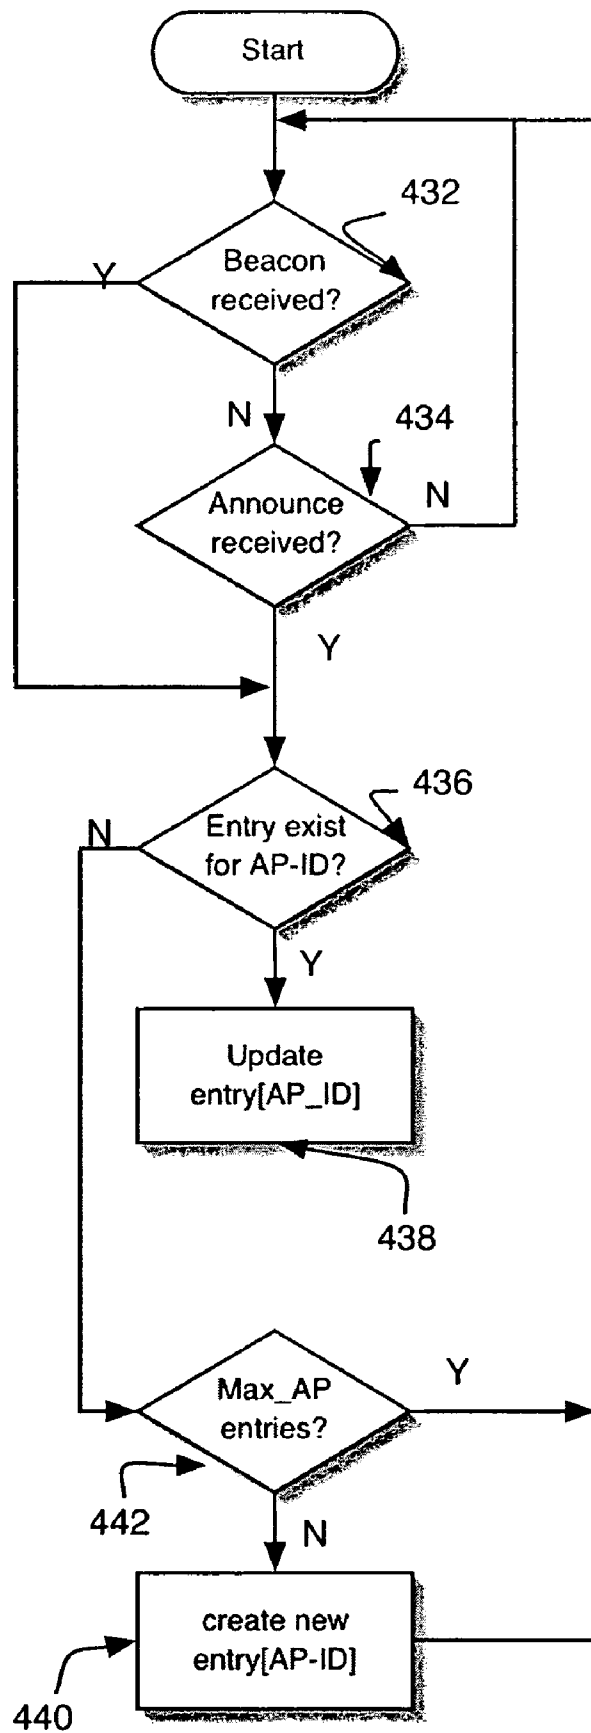 Start
432
Y
Beacon
received?
N
434
Announce
received?
N
Y
436
N
Entry exist
for AP-ID?
Y
Update
entry[AP_ID]
438
Max_AP
entries?
Y
442
N
create new
entry[AP-ID]
440